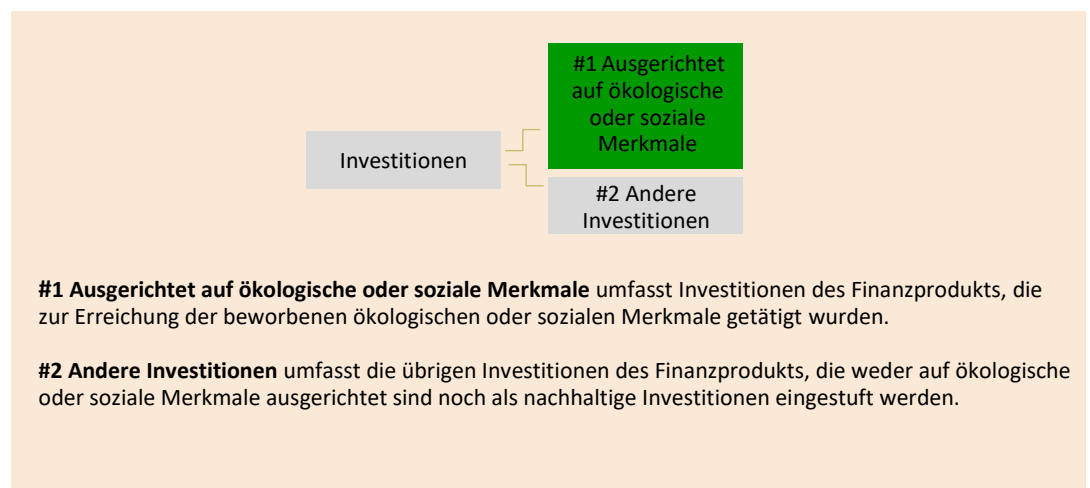 #1 Ausgerichtet
auf ökologische
oder soziale
Merkmale
Investitionen
#2 Andere
Investitionen
#1 Ausgerichtet auf ökologische oder soziale Merkmale umfasst Investitionen des Finanzprodukts, die
zur Erreichung der beworbenen ökologischen oder sozialen Merkmale getätigt wurden.
#2 Andere Investitionen umfasst die übrigen Investitionen des Finanzprodukts, die weder auf ökologische
oder soziale Merkmale ausgerichtet sind noch als nachhaltige Investitionen eingestuft werden.